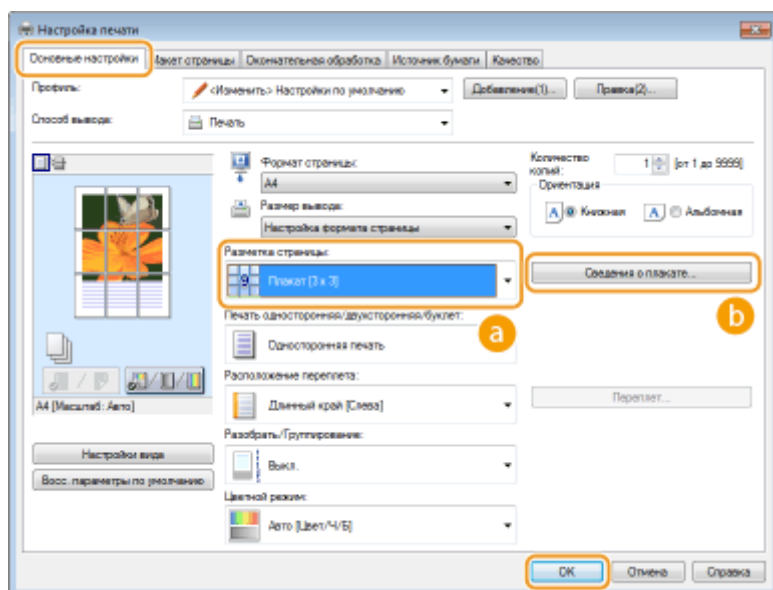 Настройка печати
Основные настройки Макет страницы Окончательная обработка Источник бумаги Качество
Профиль: <Изменить> Настройки по умолчанию Добавление(1)... Правка(2)...
Способ вывода: Печать
Формат страницы:
A4
Количество копий: 1 [от 1 до 9999]
Размер вывода:
Настройка формата страницы
Ориентация
A Книжная A Альбомная
Разметка страницы:
9 Плакат [3 x 3]
Сведения о плакате...
a
b
Печать односторонняя/двухсторонняя/буклет:
Односторонняя печать
Расположение переплета:
A4 [Масштаб: Авто]
Длинный край [Слева]
Переплет...
Разобрать/Группирование:
Настройки вида
Выкл.
Восс. параметры по умолчанию
Цветной режим:
Авто [Цвет/Ч/Б]
OK Отмена Справка